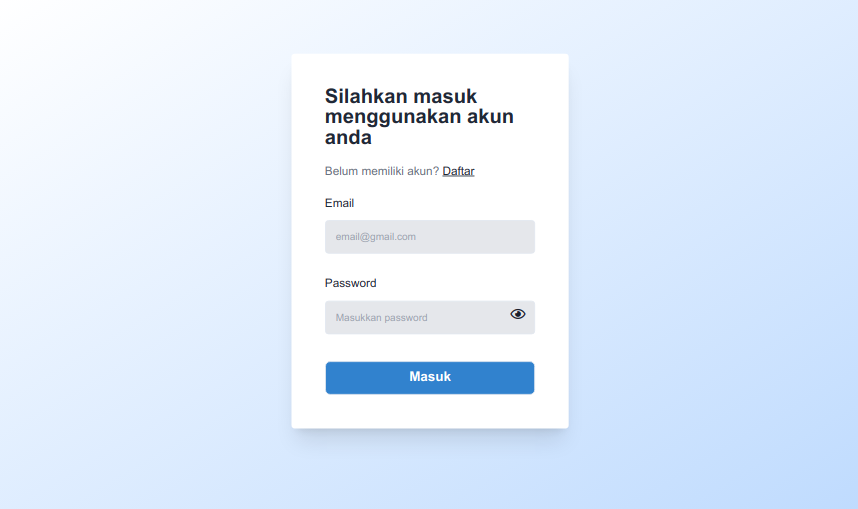 Silahkan masuk
menggunakan akun
anda
Belum memiliki akun? Daftar
Email
email@gmail.com
Password
Masukkan password
Masuk